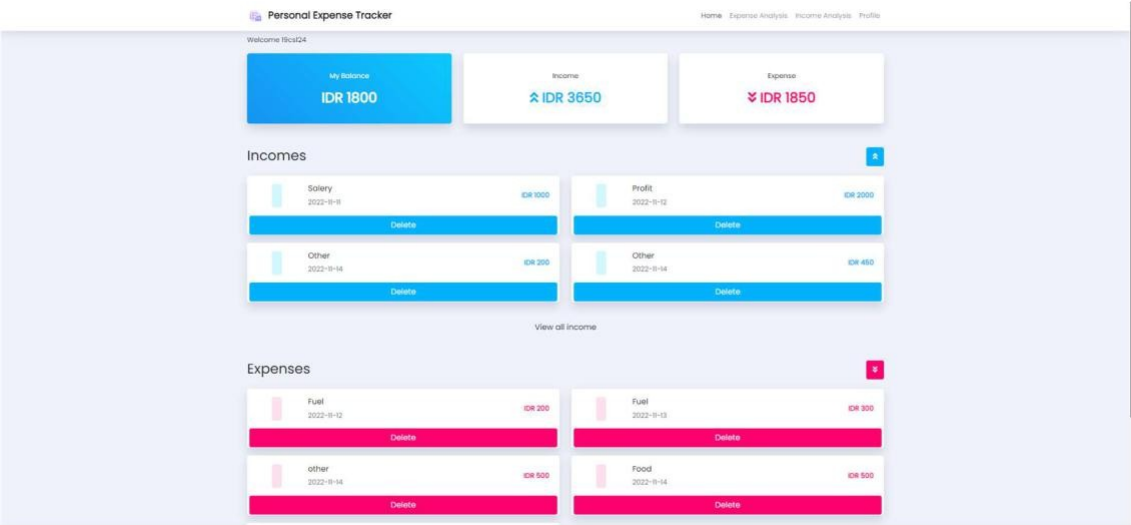 Personal Expense Tracker
Home Expense Analysis Income Analysis Profile
Welcome 19csl24
My Balance
IDR 1800
Income
IDR 3650
Expense
IDR 1850
Incomes
Salery
2022-11-11
IDR 1000
Delete
Profit
2022-11-12
IDR 2000
Delete
Other
2022-11-14
IDR 200
Delete
Other
2022-11-14
IDR 450
Delete
View all income
Expenses
Fuel
2022-11-12
IDR 200
Delete
Fuel
2022-11-13
IDR 300
Delete
other
2022-11-14
IDR 500
Delete
Food
2022-11-14
IDR 500
Delete